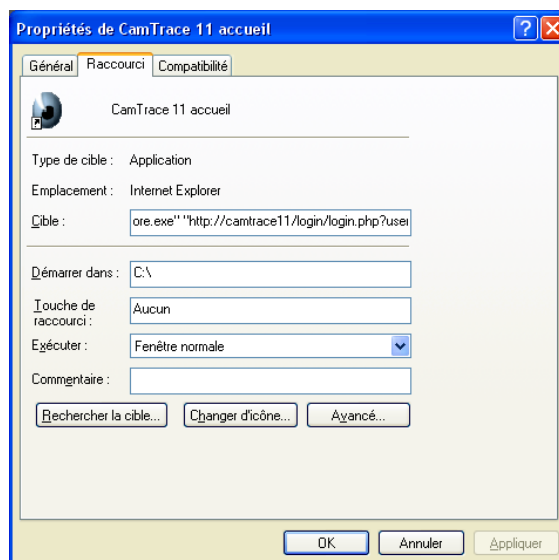 Propriétés de CamTrace 11 accueil
Général Raccourci Compatibilité
CamTrace 11 accueil
Type de cible : Application
Emplacement : Internet Explorer
Cible : ore.exe" "http://camtrace11/login/login.php?user
Démarrer dans : C:\
Touche de raccourci : Aucun
Exécuter : Fenêtre normale
Commentaire :
Rechercher la cible... Changer d'icône... Avancé...
OK Annuler Appliquer